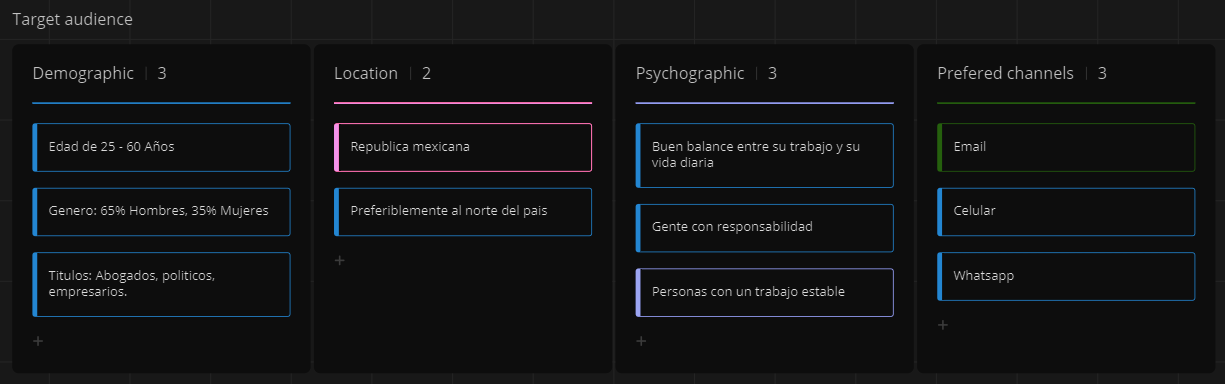 Target audience
Demographic | 3
Edad de 25 - 60 Años
Genero: 65% Hombres, 35% Mujeres
Titulos: Abogados, politicos,
empresarios.
+
Location | 2
Republica mexicana
Preferiblemente al norte del pais
+
Psychographic | 3
Buen balance entre su trabajo y su
vida diaria
Gente con responsabilidad
Personas con un trabajo estable
+
Prefered channels | 3
Email
Celular
Whatsapp
+